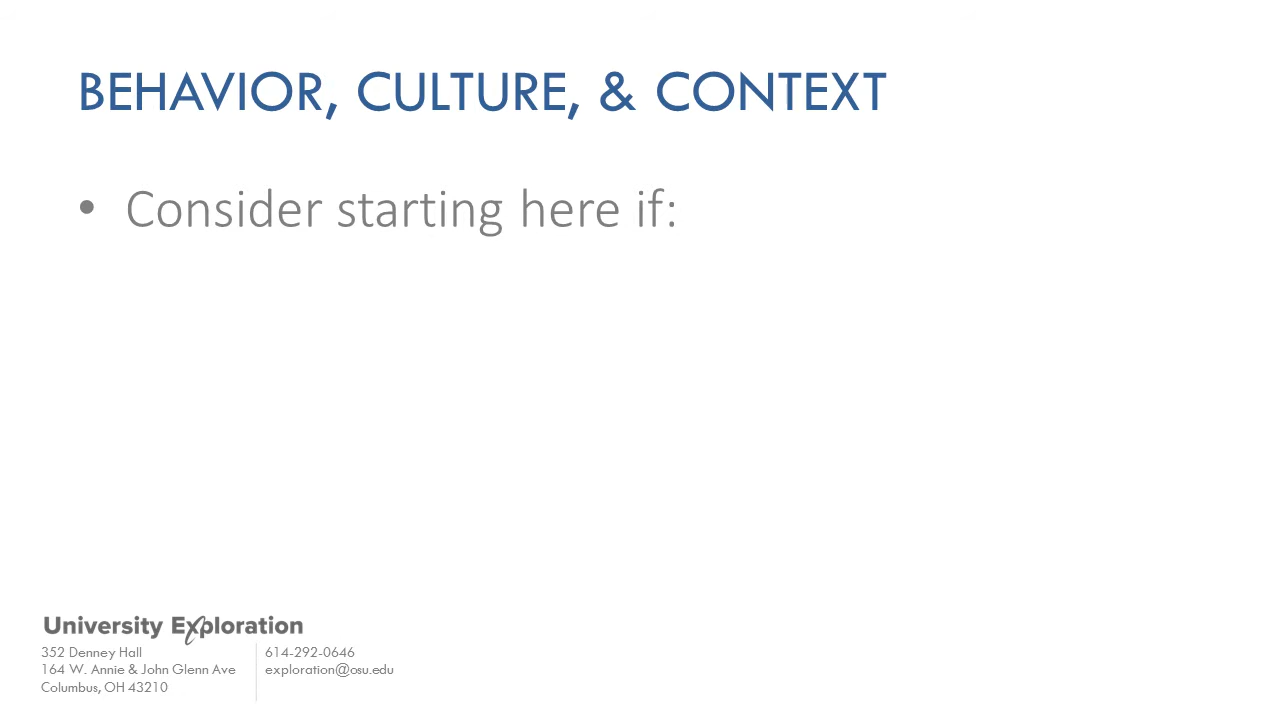 BEHAVIOR, CULTURE, & CONTEXT
• Consider starting here if:
University Exploration
352 Denney Hall
164 W. Annie & John Glenn Ave
Columbus, OH 43210
614-292-0646
exploration@osu.edu